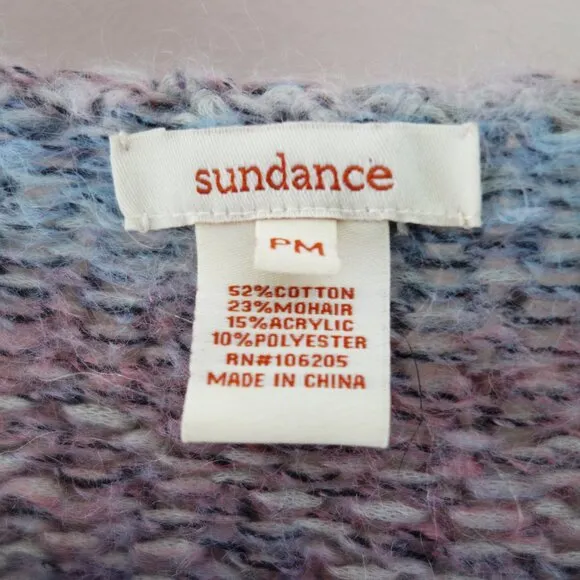 sundance
PM
52%COTTON
23%MOHAIR
15%ACRYLIC
10%POLYESTER
RN#106205
MADE IN CHINA